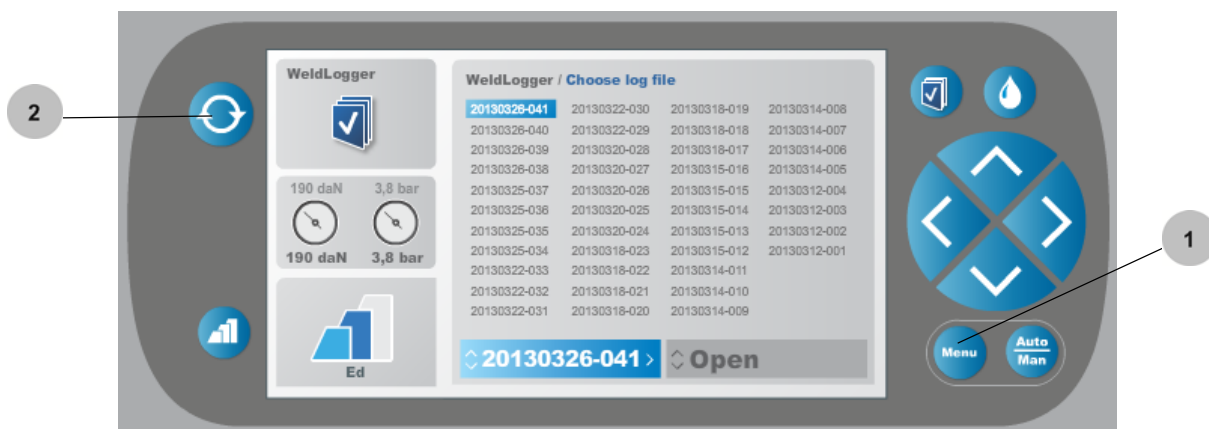 2
WeldLogger
190 daN 3,8 bar
190 daN 3,8 bar
Ed
WeldLogger / Choose log file
20130326-041 20130322-030 20130318-019 20130314-008
20130326-040 20130322-029 20130318-018 20130314-007
20130326-039 20130320-028 20130318-017 20130314-006
20130326-038 20130320-027 20130315-016 20130314-005
20130325-037 20130320-026 20130315-015 20130312-004
20130325-036 20130320-025 20130315-014 20130312-003
20130325-035 20130320-024 20130315-013 20130312-002
20130325-034 20130318-023 20130315-012 20130312-001
20130322-033 20130318-022 20130314-011
20130322-032 20130318-021 20130314-010
20130322-031 20130318-020 20130314-009
20130326-041 > Open
Menu
Auto
Man
1